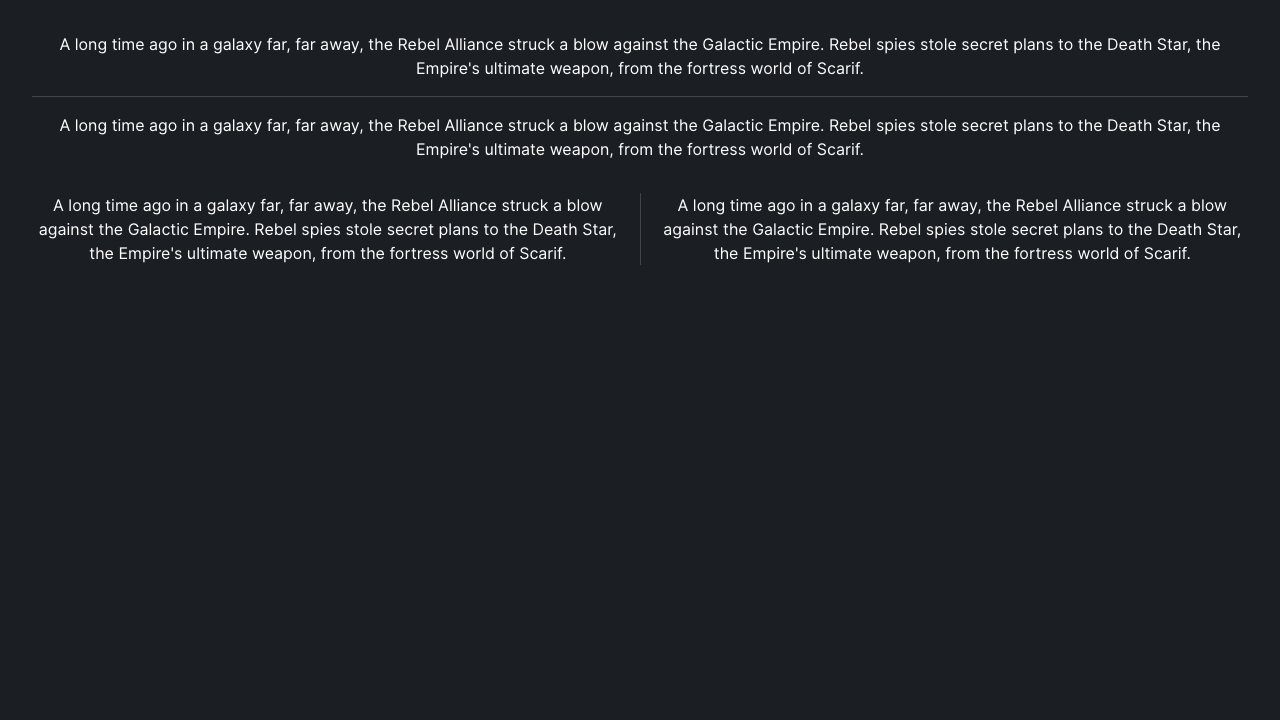 A long time ago in a galaxy far, far away, the Rebel Alliance struck a blow against the Galactic Empire. Rebel spies stole secret plans to the Death Star, the
Empire's ultimate weapon, from the fortress world of Scarif.
A long time ago in a galaxy far, far away, the Rebel Alliance struck a blow against the Galactic Empire. Rebel spies stole secret plans to the Death Star, the
Empire's ultimate weapon, from the fortress world of Scarif.
A long time ago in a galaxy far, far away, the Rebel Alliance struck a blow
against the Galactic Empire. Rebel spies stole secret plans to the Death Star,
the Empire's ultimate weapon, from the fortress world of Scarif.
A long time ago in a galaxy far, far away, the Rebel Alliance struck a blow
against the Galactic Empire. Rebel spies stole secret plans to the Death Star,
the Empire's ultimate weapon, from the fortress world of Scarif.